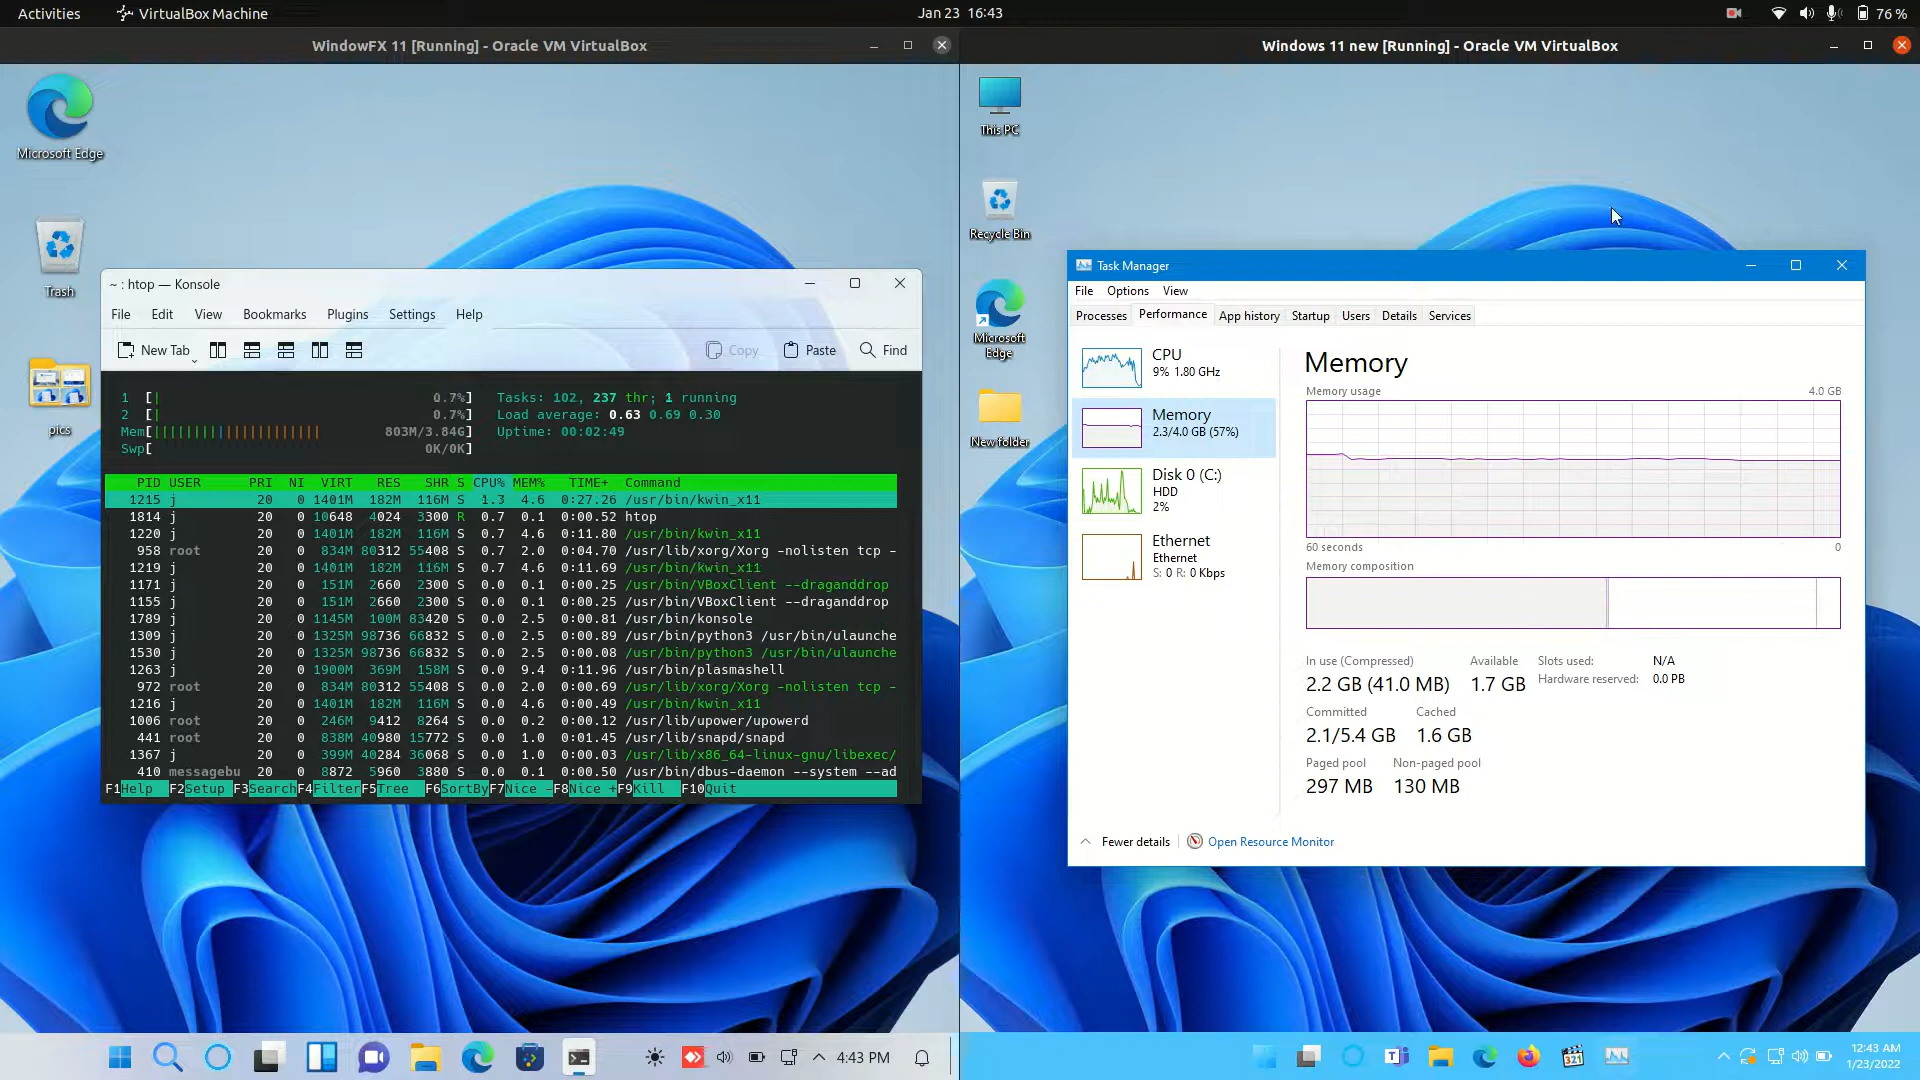 Activities
VirtualBox Machine
Jan 23 16:43
76 %
WindowFX 11 [Running] - Oracle VM VirtualBox
Microsoft Edge
Trash
pics
~ : htop — Konsole
File Edit View Bookmarks Plugins Settings Help
New Tab Copy Paste Find
1 [| 0.7%] Tasks: 102, 237 thr; 1 running
2 [| 0.7%] Load average: 0.63 0.69 0.30
Mem[||||||||||||||||||||| 803M/3.84G] Uptime: 00:02:49
Swp[ 0K/0K]
PID USER PRI NI VIRT RES SHR S CPU% MEM% TIME+ Command
1215 j 20 0 1401M 182M 116M S 1.3 4.6 0:27.26 /usr/bin/kwin_x11
1814 j 20 0 10648 4024 3300 R 0.7 0.1 0:00.52 htop
1220 j 20 0 1401M 182M 116M S 0.7 4.6 0:11.80 /usr/bin/kwin_x11
958 root 20 0 834M 80312 55408 S 0.7 2.0 0:04.70 /usr/lib/xorg/Xorg -nolisten tcp -
1219 j 20 0 1401M 182M 116M S 0.7 4.6 0:11.69 /usr/bin/kwin_x11
1171 j 20 0 151M 2660 2300 S 0.0 0.1 0:00.25 /usr/bin/VBoxClient --draganddrop
1155 j 20 0 151M 2660 2300 S 0.0 0.1 0:00.25 /usr/bin/VBoxClient --draganddrop
1789 j 20 0 1145M 100M 83420 S 0.0 2.5 0:00.81 /usr/bin/konsole
1309 j 20 0 1325M 98736 66832 S 0.0 2.5 0:00.89 /usr/bin/python3 /usr/bin/ulaunche
1530 j 20 0 1325M 98736 66832 S 0.0 2.5 0:00.08 /usr/bin/python3 /usr/bin/ulaunche
1263 j 20 0 1900M 369M 158M S 0.0 9.4 0:11.96 /usr/bin/plasmashell
972 root 20 0 834M 80312 55408 S 0.0 2.0 0:00.69 /usr/lib/xorg/Xorg -nolisten tcp -
1216 j 20 0 1401M 182M 116M S 0.0 4.6 0:00.49 /usr/bin/kwin_x11
1006 root 20 0 246M 9412 8264 S 0.0 0.2 0:00.12 /usr/lib/upower/upowerd
441 root 20 0 838M 40980 15772 S 0.0 1.0 0:01.45 /usr/lib/snapd/snapd
1367 j 20 0 399M 40284 36068 S 0.0 1.0 0:00.03 /usr/lib/x86_64-linux-gnu/libexec/
410 messagebu 20 0 8872 5960 3880 S 0.0 0.1 0:00.50 /usr/bin/dbus-daemon --system --ad
F1Help F2Setup F3SearchF4FilterF5Tree F6SortByF7Nice -F8Nice +F9Kill F10Quit
4:43 PM
Windows 11 new [Running] - Oracle VM VirtualBox
This PC
Recycle Bin
Microsoft
Edge
New folder
Task Manager
File Options View
Processes Performance App history Startup Users Details Services
CPU
9% 1.80 GHz
Memory
2.3/4.0 GB (57%)
Disk 0 (C:)
HDD
2%
Ethernet
Ethernet
S: 0 R: 0 Kbps
Memory
Memory usage 4.0 GB
60 seconds 0
Memory composition
In use (Compressed) Available Slots used: N/A
2.2 GB (41.0 MB) 1.7 GB Hardware reserved: 0.0 PB
Committed Cached
2.1/5.4 GB 1.6 GB
Paged pool Non-paged pool
297 MB 130 MB
Fewer details Open Resource Monitor
321
12:43 AM
1/23/2022